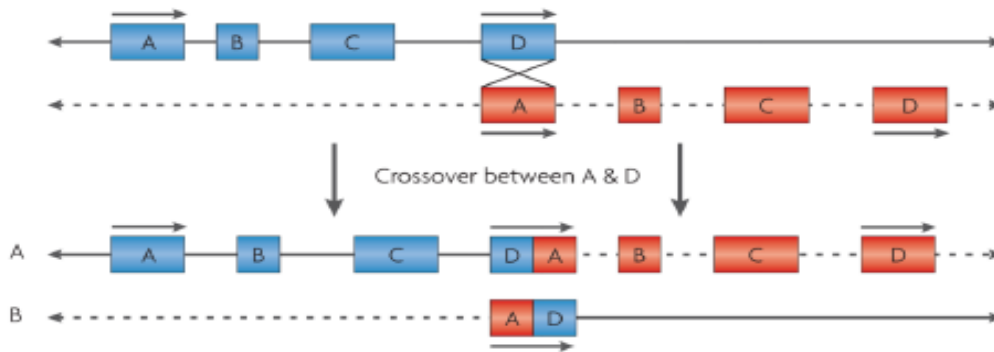 A B C D
A B C D
Crossover between A & D
A A B C D A B C D
B A D